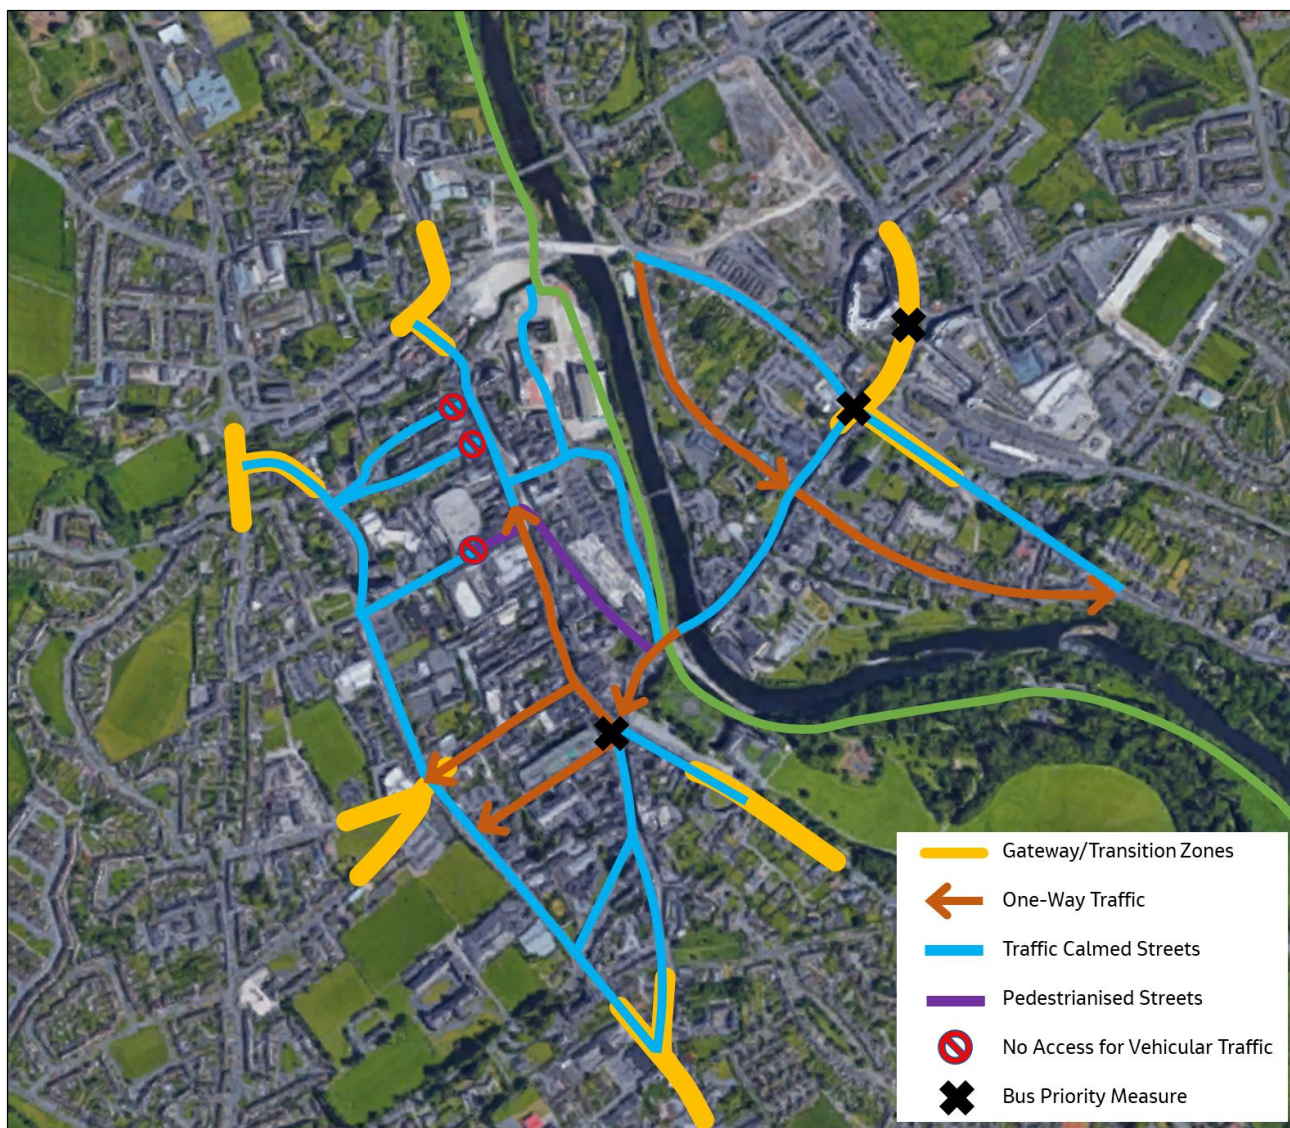 Gateway/Transition Zones
One-Way Traffic
Traffic Calmed Streets
Pedestrianised Streets
No Access for Vehicular Traffic
Bus Priority Measure